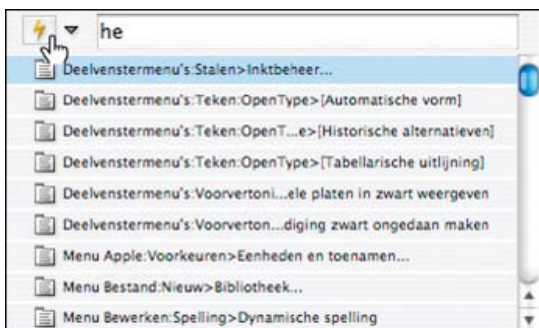 he
Deelvenstermenu's:Stalen>Inktbeheer...
Deelvenstermenu's:Teken:OpenType>[Automatische vorm]
Deelvenstermenu's:Teken:OpenT...e>[Historische alternatieven]
Deelvenstermenu's:Teken:OpenType>[Tabellarische uitlijning]
Deelvenstermenu's:Voorvertoni...ele platen in zwart weergeven
Deelvenstermenu's:Voorverton...diging zwart ongedaan maken
Menu Apple:Voorkeuren>Eenheden en toenamen...
Menu Bestand:Nieuw>Bibliotheek...
Menu Bewerken:Spelling>Dynamische spelling